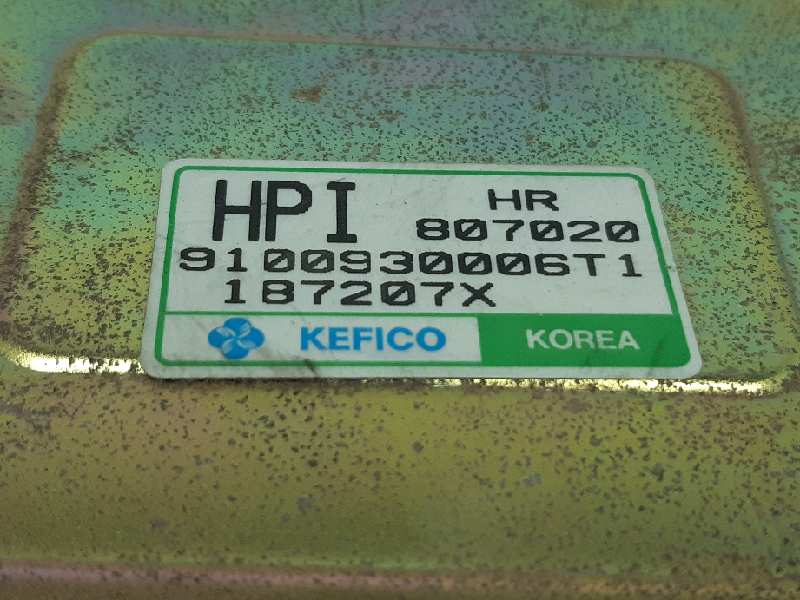 HPI HR
807020
9100930006T1
187207X
KEFICO KOREA